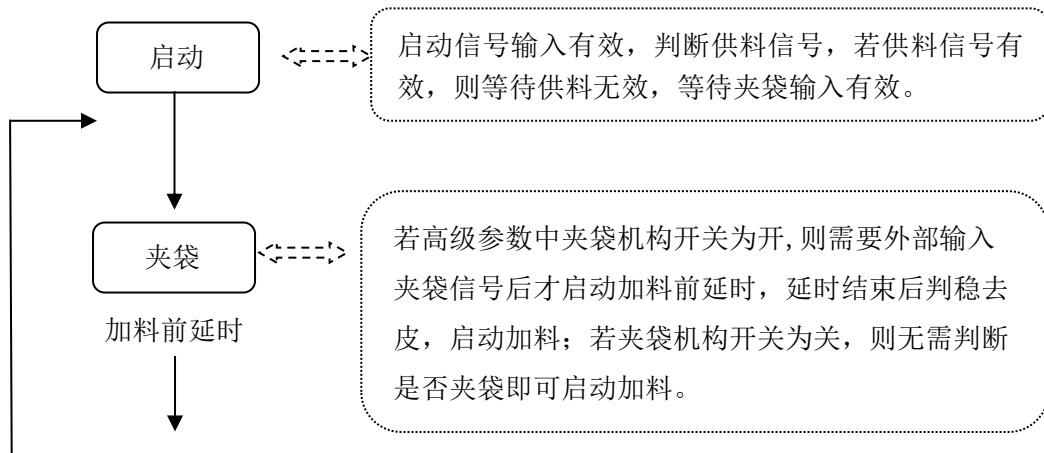 启动
启动信号输入有效，判断供料信号，若供料信号有
效，则等待供料无效，等待夹袋输入有效。
夹袋
加料前延时
若高级参数中夹袋机构开关为开,则需要外部输入
夹袋信号后才启动加料前延时，延时结束后判稳去
皮，启动加料；若夹袋机构开关为关，则无需判断
是否夹袋即可启动加料。